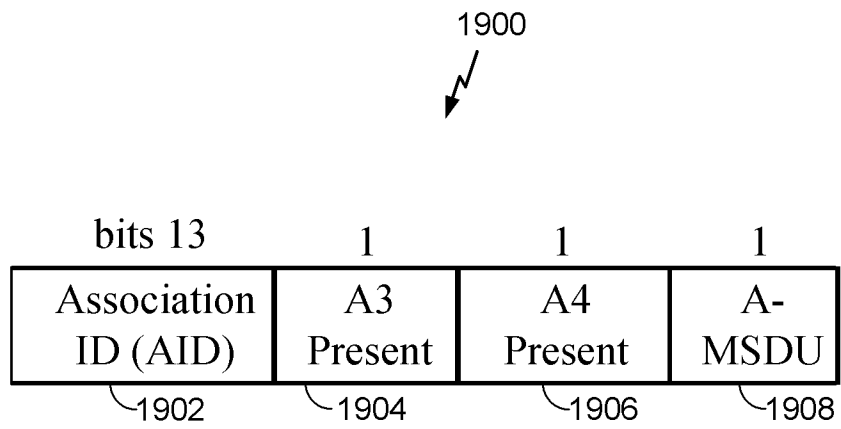 1900
bits 13 1 1 1
Association ID (AID)
A3 Present
A4 Present
A-MSDU
1902 1904 1906 1908